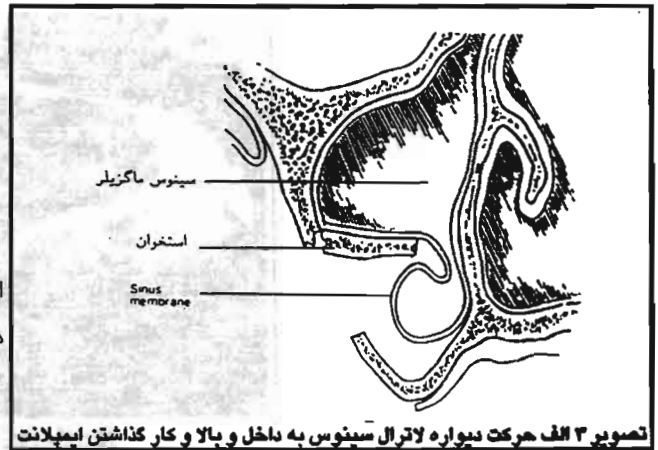 سینوس ماگزیلر
استخوان
Sinus
membrane
تصویر ۳ الف حرکت دیواره لاترال سینوس به داخل و بالا و کار گذاشتن ایمپلانت